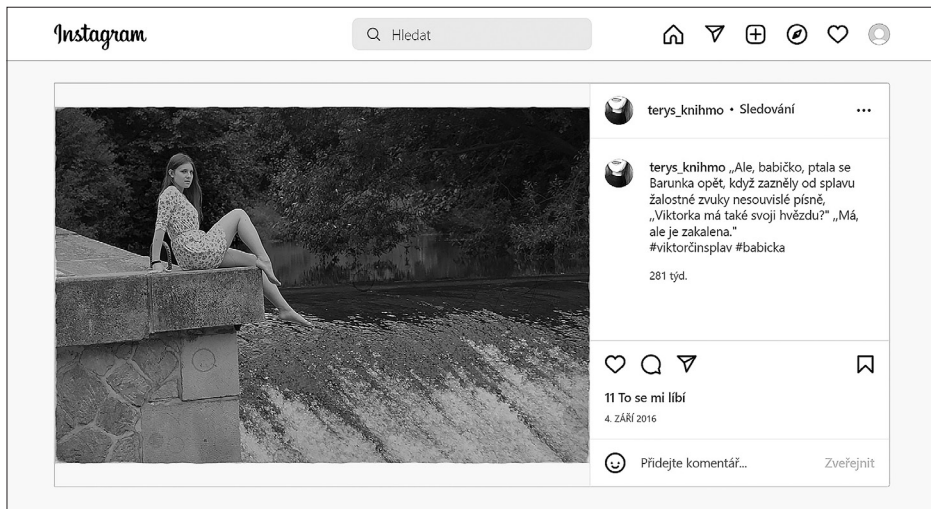 Instagram
Hledat
terys_knihmo • Sledování
terys_knihmo „Ale, babičko, ptala se
Barunka opět, když zazněly od splavu
žalostné zvuky nesouvislé písně,
„Viktorka má také svoji hvězdu?" „Má,
ale je zakalena."
#viktorčinsplav #babicka
281 týd.
11 To se mi líbí
4. ZÁŘÍ 2016
Přidejte komentář...
Zveřejnit